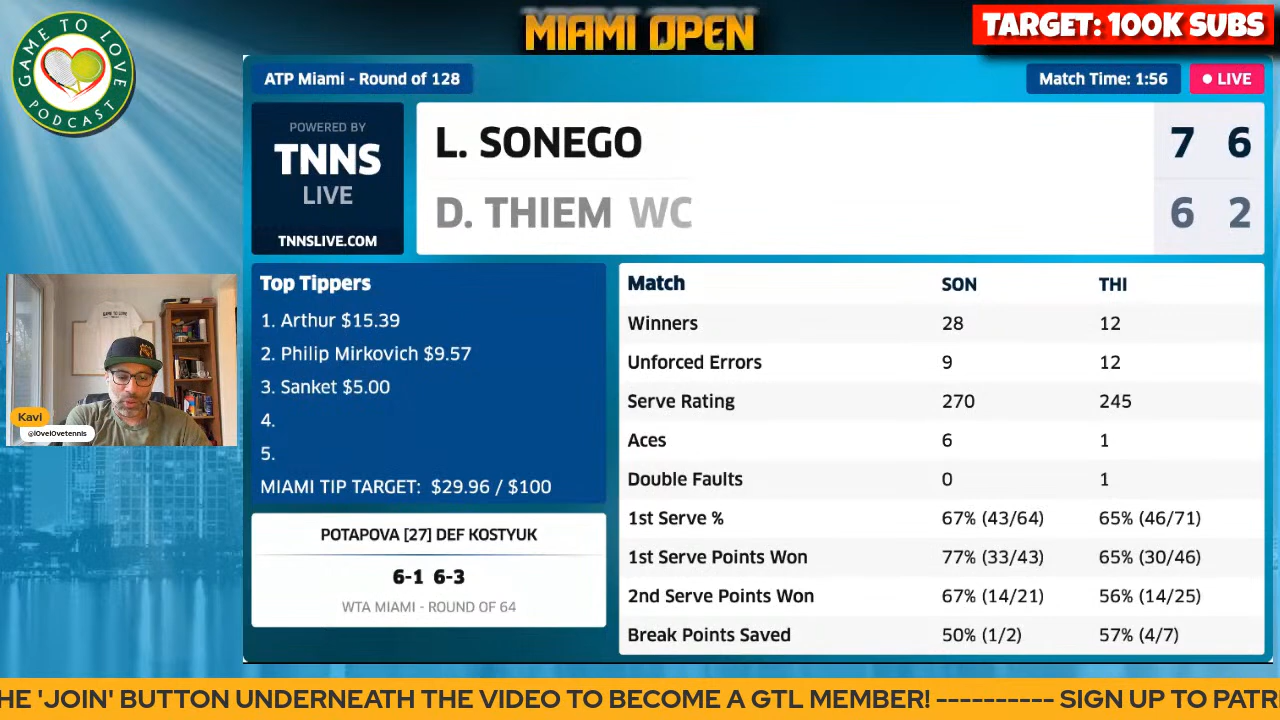 GAME TO LOVE
PODCAST
MIAMI OPEN
TARGET: 100K SUBS
ATP Miami - Round of 128
Match Time: 1:56
LIVE
POWERED BY
TNNS
LIVE
TNNSLIVE.COM
L. SONEGO 7 6
D. THIEM WC 6 2
Top Tippers
1. Arthur $15.39
2. Philip Mirkovich $9.57
3. Sanket $5.00
4.
5.
MIAMI TIP TARGET: $29.96 / $100
POTAPOVA [27] DEF KOSTYUK
6-1 6-3
WTA MIAMI - ROUND OF 64
Match SON THI
Winners 28 12
Unforced Errors 9 12
Serve Rating 270 245
Aces 6 1
Double Faults 0 1
1st Serve % 67% (43/64) 65% (46/71)
1st Serve Points Won 77% (33/43) 65% (30/46)
2nd Serve Points Won 67% (14/21) 56% (14/25)
Break Points Saved 50% (1/2) 57% (4/7)
Kavi
@l0vel0vetennis
HE 'JOIN' BUTTON UNDERNEATH THE VIDEO TO BECOME A GTL MEMBER! ---------- SIGN UP TO PATR